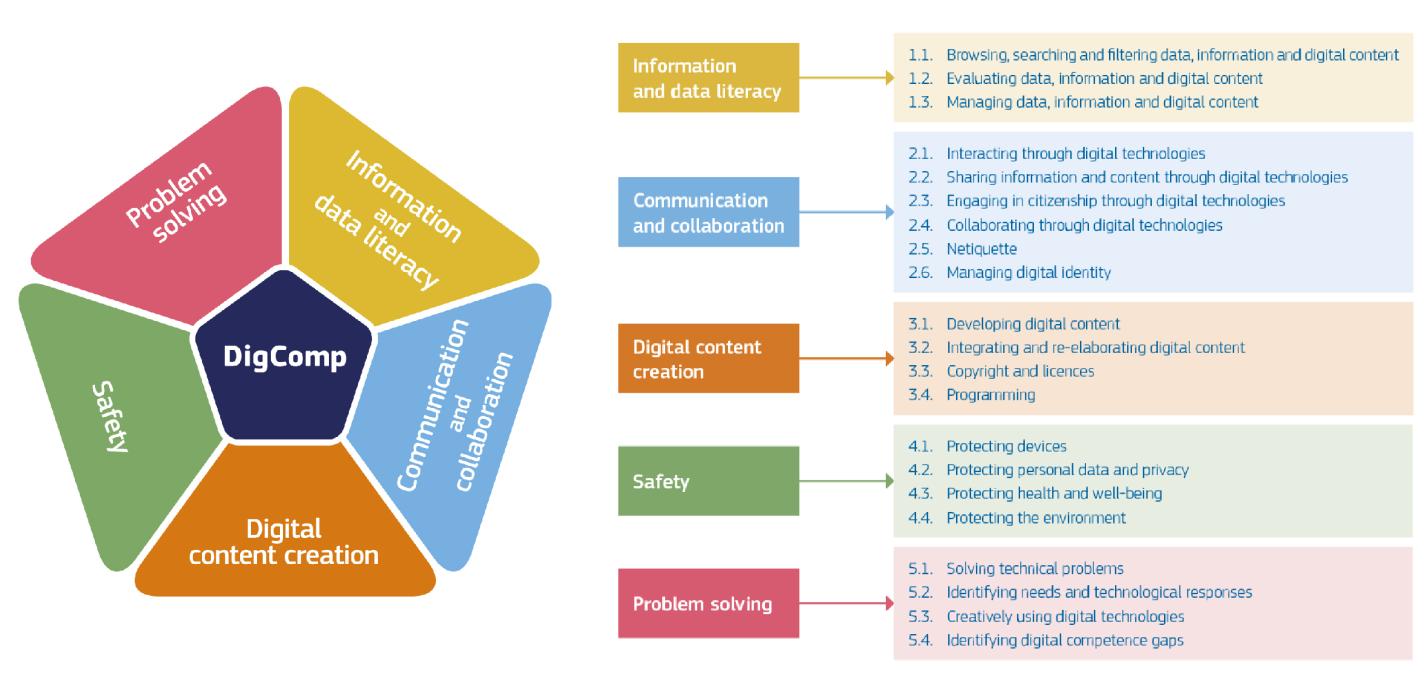 Problem
solving
Information
and
data literacy
DigComp
Safety
Communication
and
collaboration
Digital
content creation
Information
and data literacy
1.1. Browsing, searching and filtering data, information and digital content
1.2. Evaluating data, information and digital content
1.3. Managing data, information and digital content
Communication
and collaboration
2.1. Interacting through digital technologies
2.2. Sharing information and content through digital technologies
2.3. Engaging in citizenship through digital technologies
2.4. Collaborating through digital technologies
2.5. Netiquette
2.6. Managing digital identity
Digital content
creation
3.1. Developing digital content
3.2. Integrating and re-elaborating digital content
3.3. Copyright and licences
3.4. Programming
Safety
4.1. Protecting devices
4.2. Protecting personal data and privacy
4.3. Protecting health and well-being
4.4. Protecting the environment
Problem solving
5.1. Solving technical problems
5.2. Identifying needs and technological responses
5.3. Creatively using digital technologies
5.4. Identifying digital competence gaps